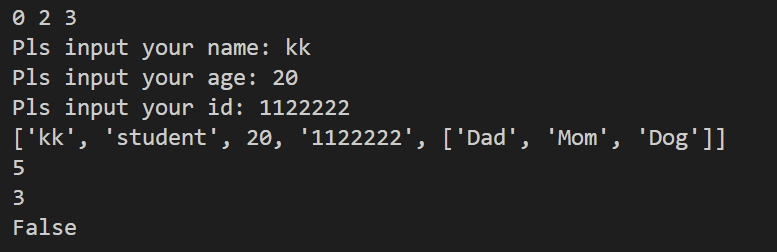 0 2 3
Pls input your name: kk
Pls input your age: 20
Pls input your id: 1122222
['kk', 'student', 20, '1122222', ['Dad', 'Mom', 'Dog']]
5
3
False